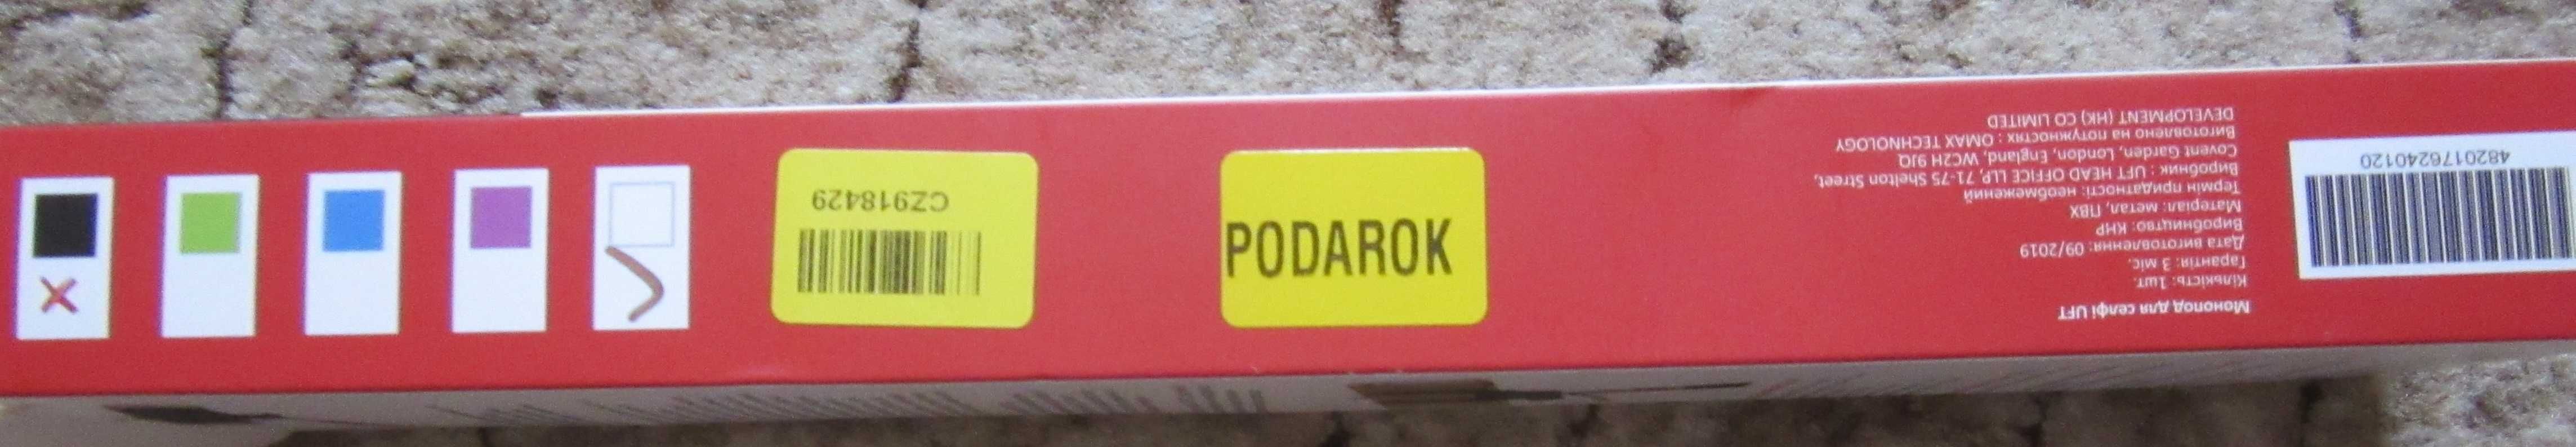 Монопод для селфі UFT
Кількість: 1шт.
Гарантія: 3 міс.
Дата виготовлення: 09/2019
Виробництво: КНР
Матеріал: метал, ПВХ
Термін придатності: необмежений
Виробник : UFT HEAD OFFICE LLP, 71-75 Shelton Street,
Covent Garden, London, England, WC2H 9JQ
Виготовлено на потужностях : OMAX TECHNOLOGY
DEVELOPMENT (HK) CO LIMITED
4820176240120
PODAROK
CZ918429